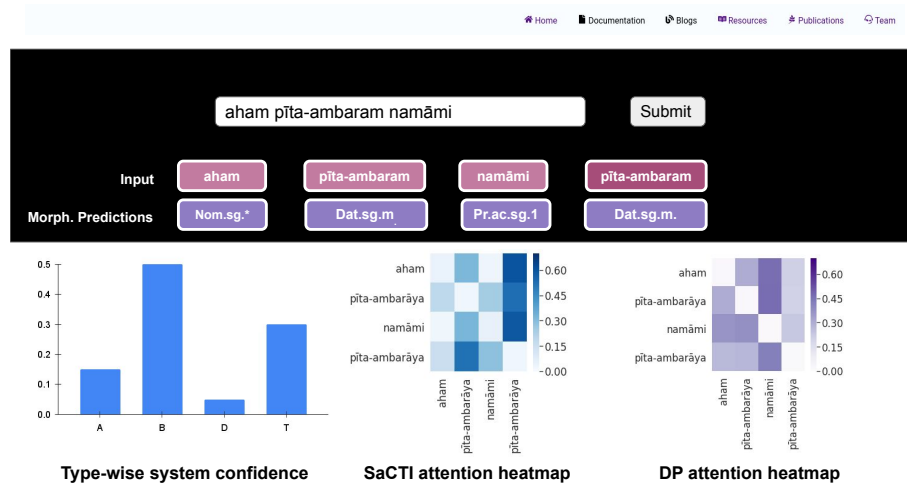 Home Documentation Blogs Resources Publications Team
aham pīta-ambaram namāmi Submit
Input aham pīta-ambaram namāmi pīta-ambaram
Morph. Predictions Nom.sg.* Dat.sg.m Pr.ac.sg.1 Dat.sg.m.
0.5
0.4
0.3
0.2
0.1
0.0
A B D T
Type-wise system confidence
aham
pīta-ambarāya
namāmi
pīta-ambarāya
0.60
0.45
0.30
0.15
0.00
aham
pīta-ambarāya
namāmi
pīta-ambarāya
SaCTI attention heatmap
aham
pīta-ambarāya
namāmi
pīta-ambarāya
0.60
0.45
0.30
0.15
0.00
aham
pīta-ambarāya
namāmi
pīta-ambarāya
DP attention heatmap